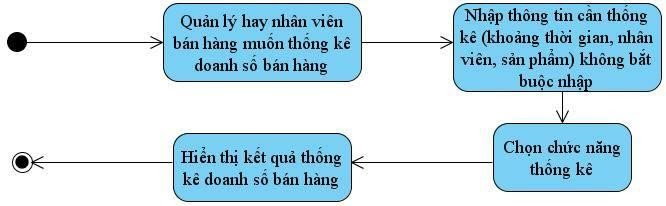 Quản lý hay nhân viên
bán hàng muốn thống kê
doanh số bán hàng
Nhập thông tin cần thống
kê (khoảng thời gian, nhân
viên, sản phẩm) không bắt
buộc nhập
Chọn chức năng
thống kê
Hiển thị kết quả thống
kê doanh số bán hàng